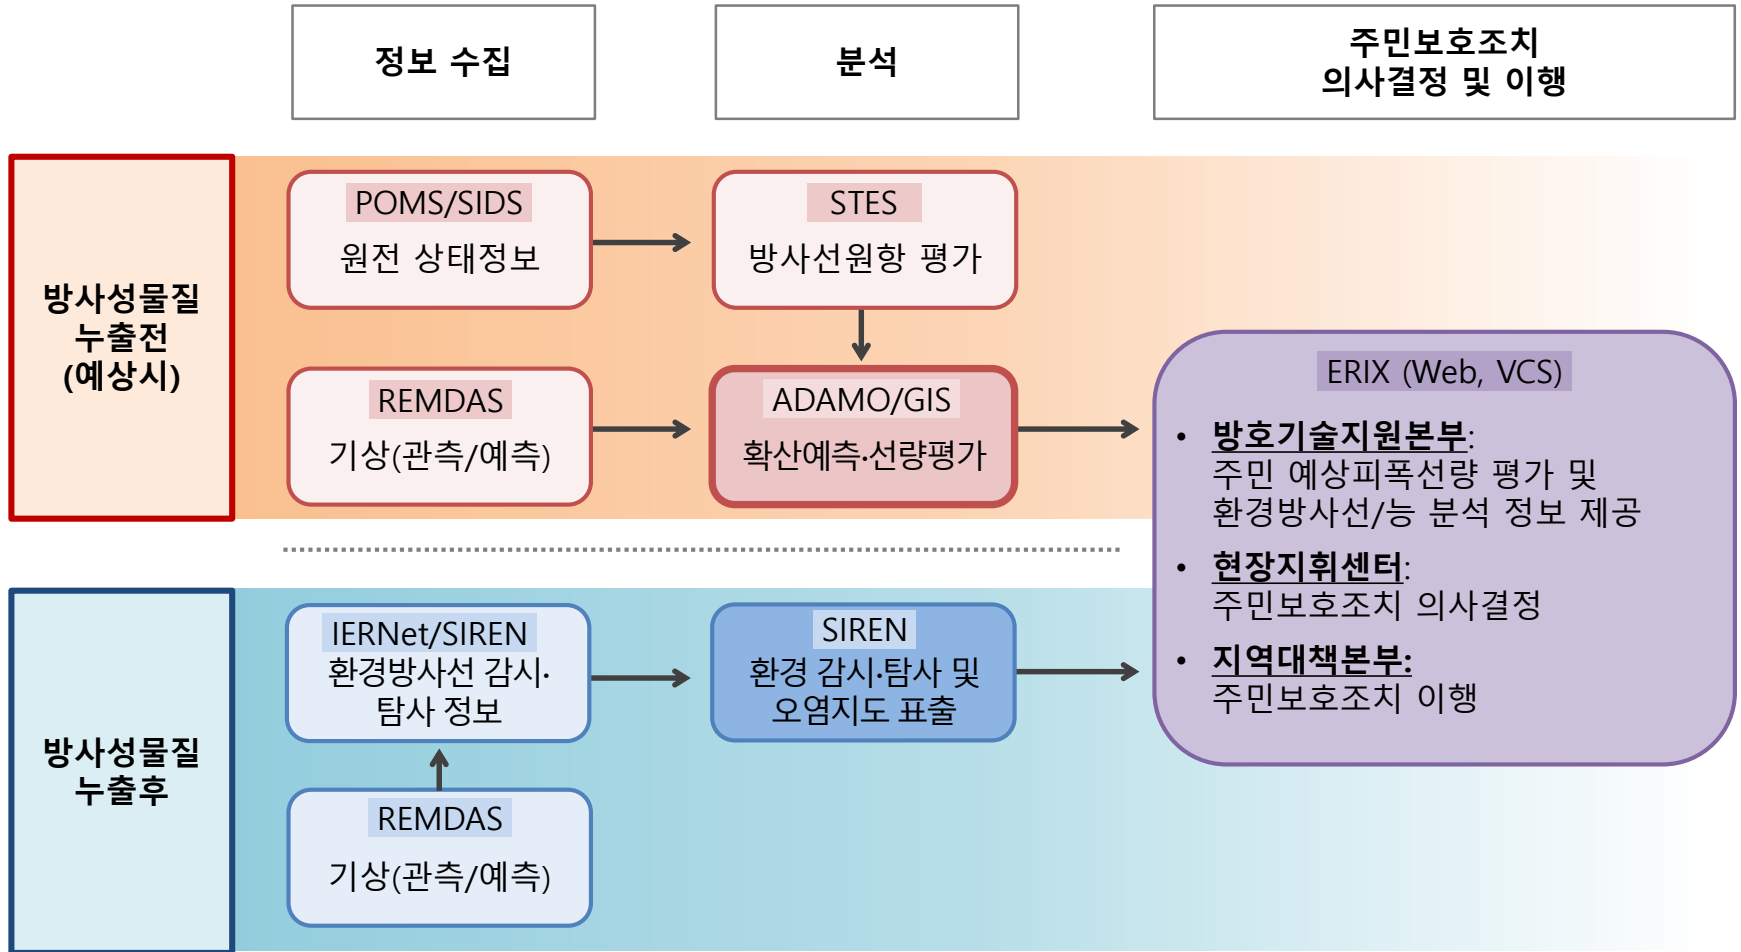 정보 수집
분석
주민보호조치
의사결정 및 이행
방사성물질
누출전
(예상시)
POMS/SIDS
원전 상태정보
STES
방사선원항 평가
REMDAS
기상(관측/예측)
ADAMO/GIS
확산예측·선량평가
ERIX (Web, VCS)
• 방호기술지원본부:
주민 예상피폭선량 평가 및
환경방사선/능 분석 정보 제공
• 현장지휘센터:
주민보호조치 의사결정
• 지역대책본부:
주민보호조치 이행
방사성물질
누출후
IERNet/SIREN
환경방사선 감시·
탐사 정보
SIREN
환경 감시·탐사 및
오염지도 표출
REMDAS
기상(관측/예측)